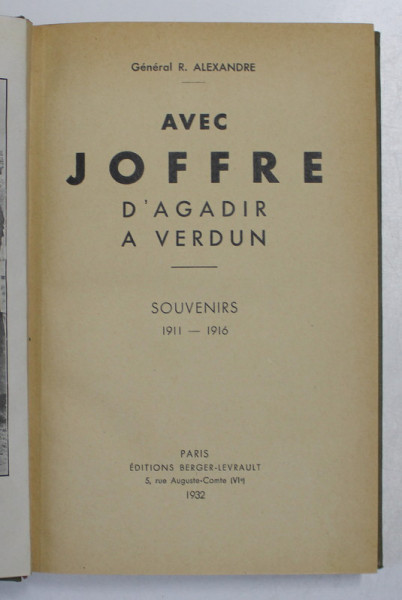 Général R. ALEXANDRE
AVEC
JOFFRE
D'AGADIR
A VERDUN
SOUVENIRS
1911 — 1916
PARIS
ÉDITIONS BERGER-LEVRAULT
5, rue Auguste-Comte (VIᵉ)
1932